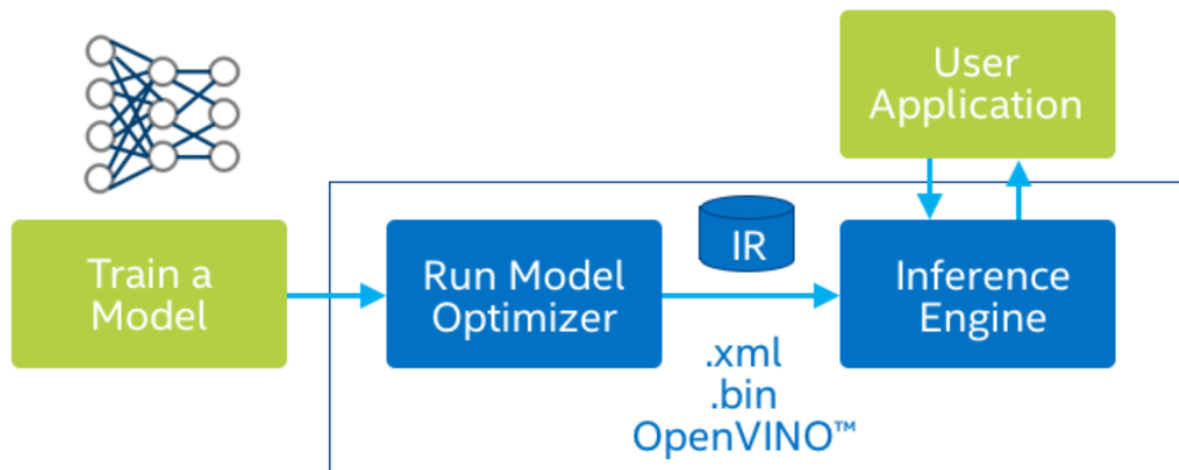 User
Application
Train a
Model
Run Model
Optimizer
IR
.xml
.bin
OpenVINO™
Inference
Engine